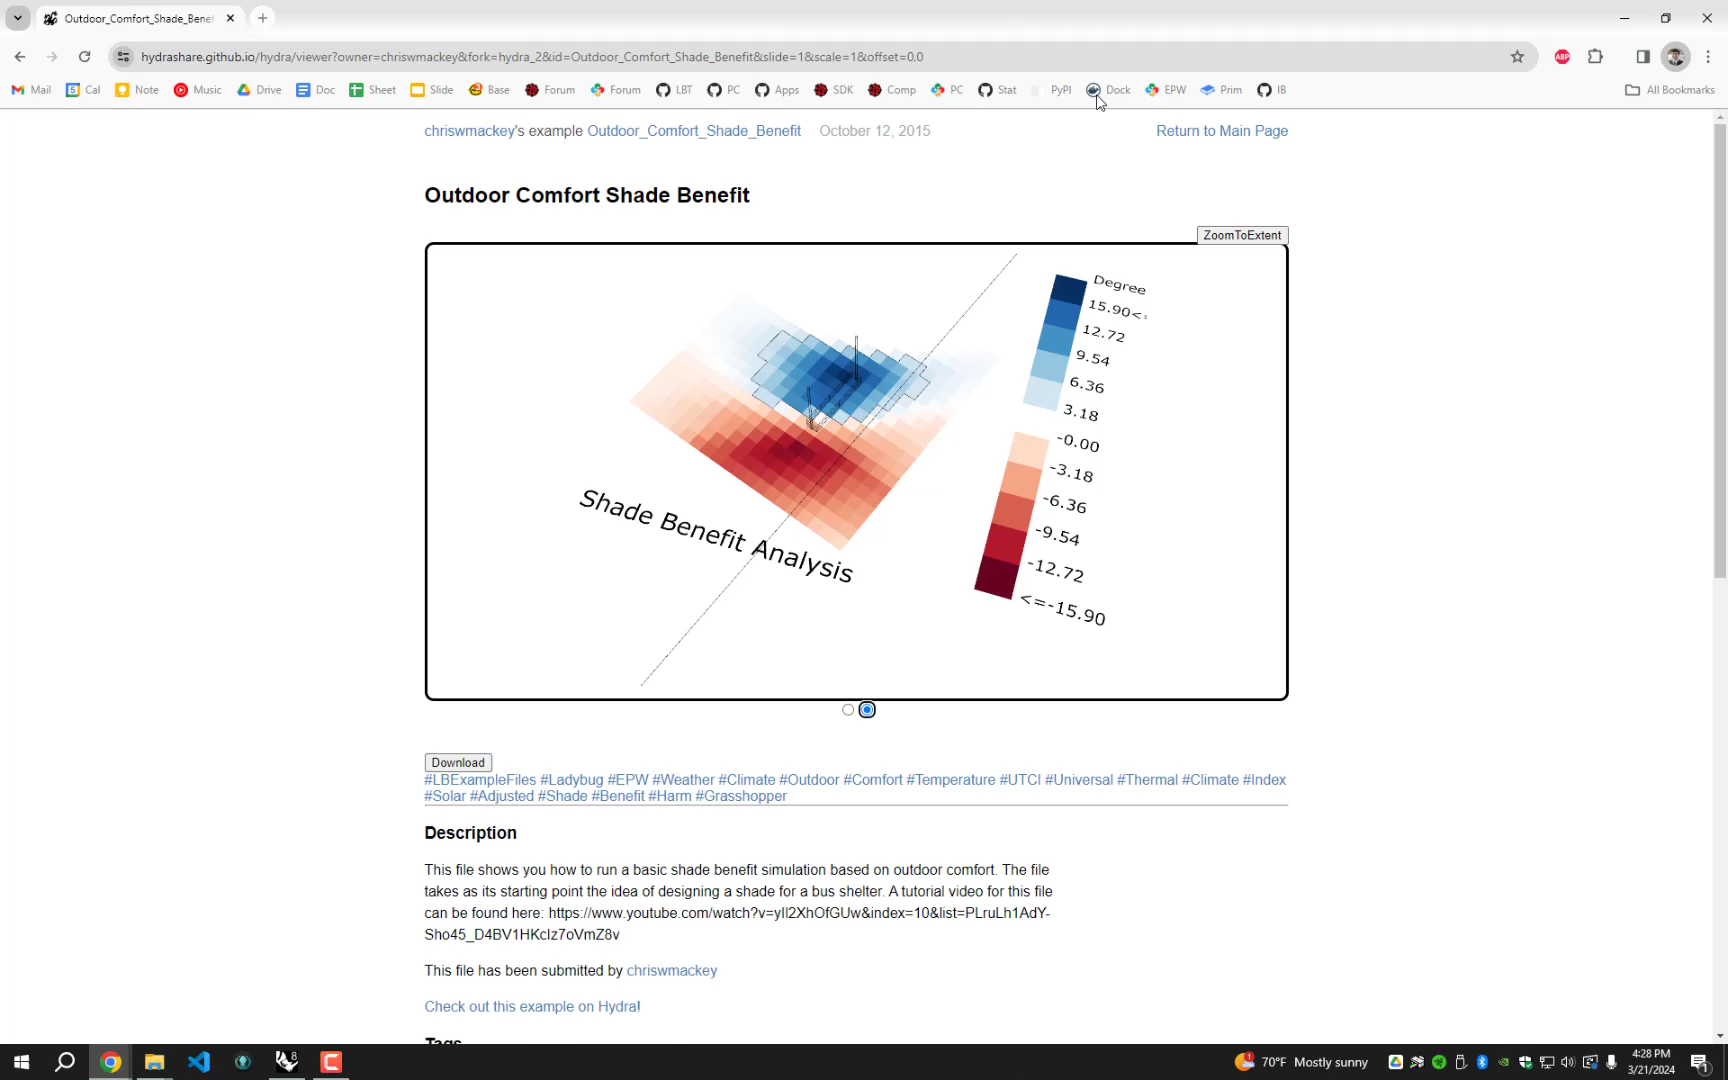 Outdoor_Comfort_Shade_Benef
hydrashare.github.io/hydra/viewer?owner=chriswmackey&fork=hydra_2&id=Outdoor_Comfort_Shade_Benefit&slide=1&scale=1&offset=0,0
ABP
Mail Cal Note Music Drive Doc Sheet Slide Base Forum Forum LBT PC Apps SDK Comp PC Stat PyPI Dock EPW Prim IB All Bookmarks
chriswmackey's example Outdoor_Comfort_Shade_Benefit October 12, 2015 Return to Main Page
Outdoor Comfort Shade Benefit
ZoomToExtent
Degree
15.90<=
12.72
9.54
6.36
3.18
-0.00
-3.18
-6.36
-9.54
-12.72
<=-15.90
Shade Benefit Analysis
Download
#LBExampleFiles #Ladybug #EPW #Weather #Climate #Outdoor #Comfort #Temperature #UTCI #Universal #Thermal #Climate #Index
#Solar #Adjusted #Shade #Benefit #Harm #Grasshopper
Description
This file shows you how to run a basic shade benefit simulation based on outdoor comfort. The file
takes as its starting point the idea of designing a shade for a bus shelter. A tutorial video for this file
can be found here: https://www.youtube.com/watch?v=yII2XhOfGUw&index=10&list=PLruLh1AdY-
Sho45_D4BV1HKcIz7oVmZ8v
This file has been submitted by chriswmackey
Check out this example on Hydra!
Tags
70°F Mostly sunny
4:28 PM
3/21/2024